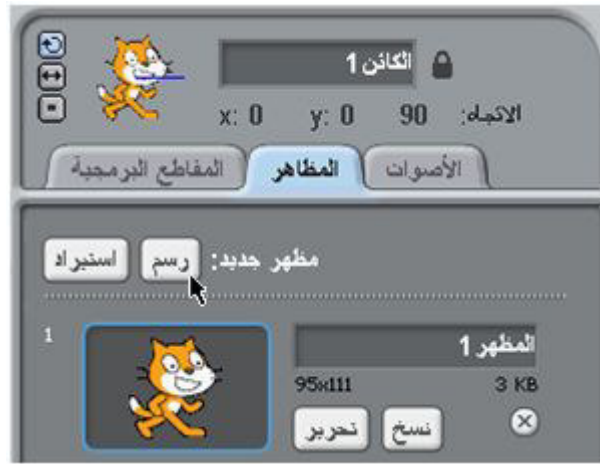 الكائن 1
الاتجاه: 90 y: 0 x: 0
الأصوات المظاهر المقاطع البرمجية
مظهر جديد: رسم استيراد
1
المظهر 1
95x111 3 KB
نسخ تحرير